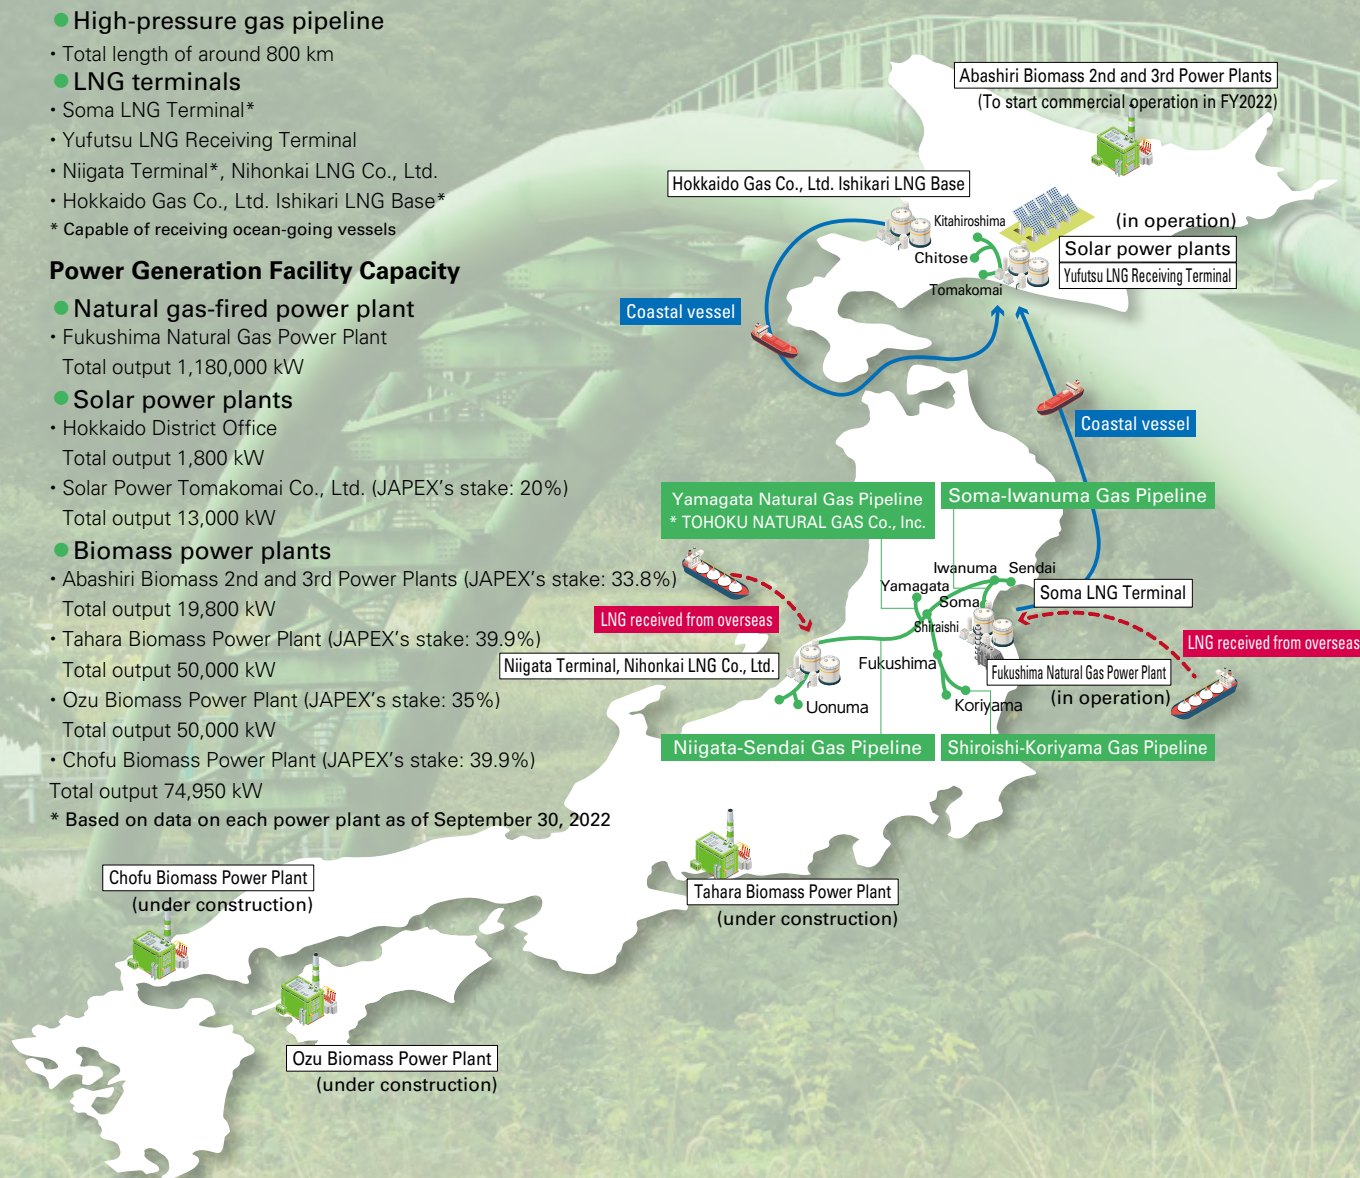 ● High-pressure gas pipeline
・Total length of around 800 km
● LNG terminals
・Soma LNG Terminal*
・Yufutsu LNG Receiving Terminal
・Niigata Terminal*, Nihonkai LNG Co., Ltd.
・Hokkaido Gas Co., Ltd. Ishikari LNG Base*
* Capable of receiving ocean-going vessels
Power Generation Facility Capacity
● Natural gas-fired power plant
・Fukushima Natural Gas Power Plant
Total output 1,180,000 kW
● Solar power plants
・Hokkaido District Office
Total output 1,800 kW
・Solar Power Tomakomai Co., Ltd. (JAPEX’s stake: 20%)
Total output 13,000 kW
● Biomass power plants
・Abashiri Biomass 2nd and 3rd Power Plants (JAPEX’s stake: 33.8%)
Total output 19,800 kW
・Tahara Biomass Power Plant (JAPEX’s stake: 39.9%)
Total output 50,000 kW
・Ozu Biomass Power Plant (JAPEX’s stake: 35%)
Total output 50,000 kW
・Chofu Biomass Power Plant (JAPEX’s stake: 39.9%)
Total output 74,950 kW
* Based on data on each power plant as of September 30, 2022
Abashiri Biomass 2nd and 3rd Power Plants
(To start commercial operation in FY2022)
Hokkaido Gas Co., Ltd. Ishikari LNG Base
Kitahiroshima
(in operation)
Solar power plants
Chitose
Yufutsu LNG Receiving Terminal
Tomakomai
Coastal vessel
Coastal vessel
Yamagata Natural Gas Pipeline
* TOHOKU NATURAL GAS Co., Inc.
Soma-Iwanuma Gas Pipeline
Iwanuma
Sendai
Yamagata
Soma
Soma LNG Terminal
LNG received from overseas
Shiraishi
LNG received from overseas
Niigata Terminal, Nihonkai LNG Co., Ltd.
Fukushima
Fukushima Natural Gas Power Plant
(in operation)
Uonuma
Koriyama
Niigata-Sendai Gas Pipeline
Shiroishi-Koriyama Gas Pipeline
Chofu Biomass Power Plant
(under construction)
Tahara Biomass Power Plant
(under construction)
Ozu Biomass Power Plant
(under construction)